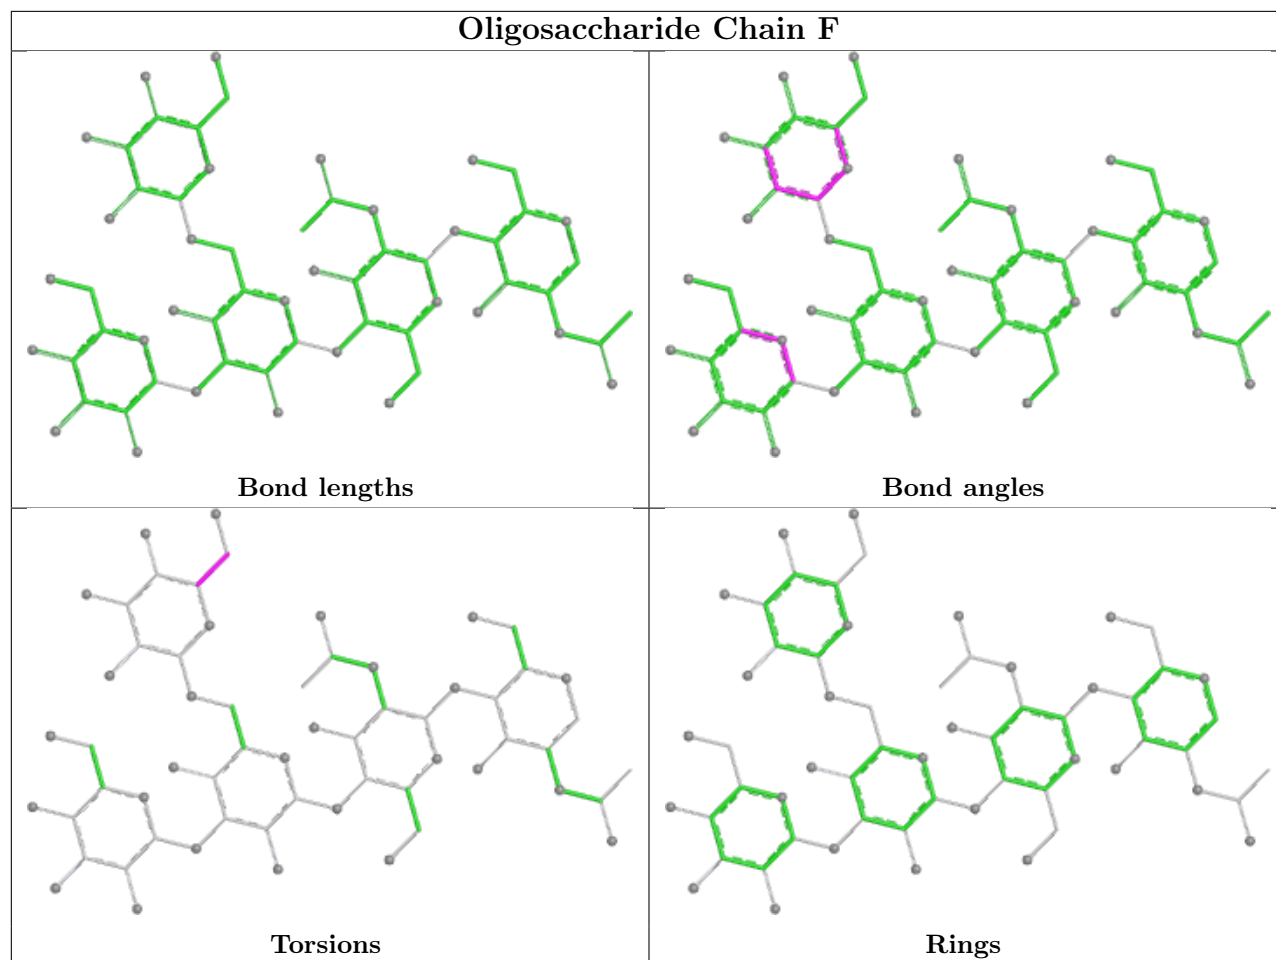 Oligosaccharide Chain F
Bond lengths
Bond angles
Torsions
Rings